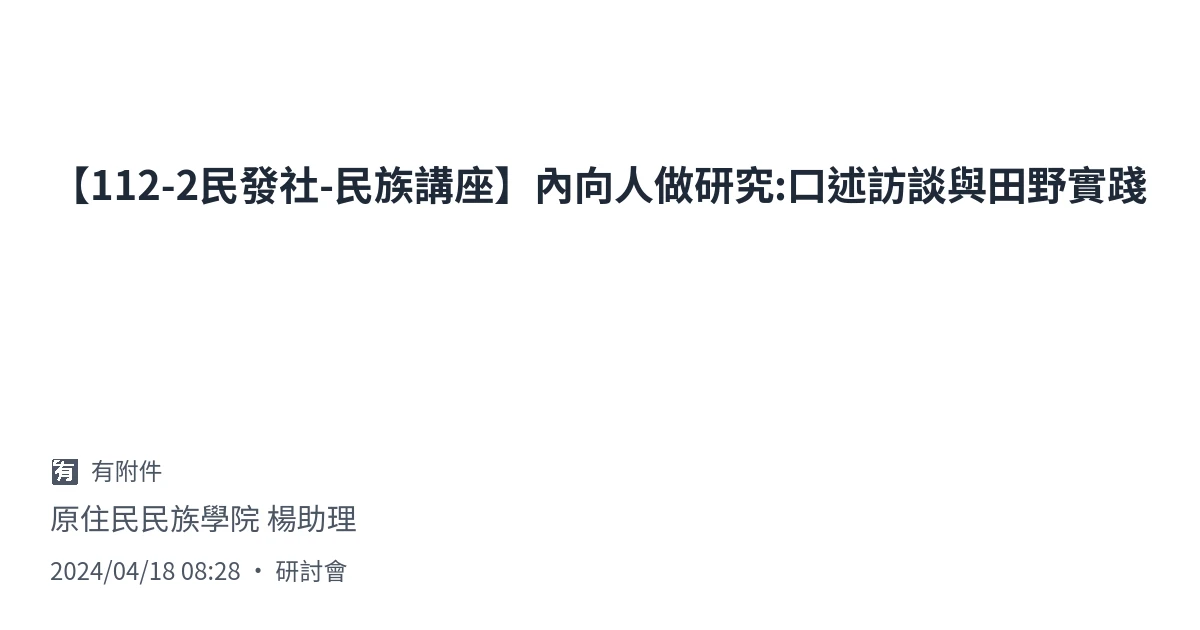 【112-2民發社-民族講座】內向人做研究:口述訪談與田野實踐
有 有附件
原住民民族學院 楊助理
2024/04/18 08:28 • 研討會